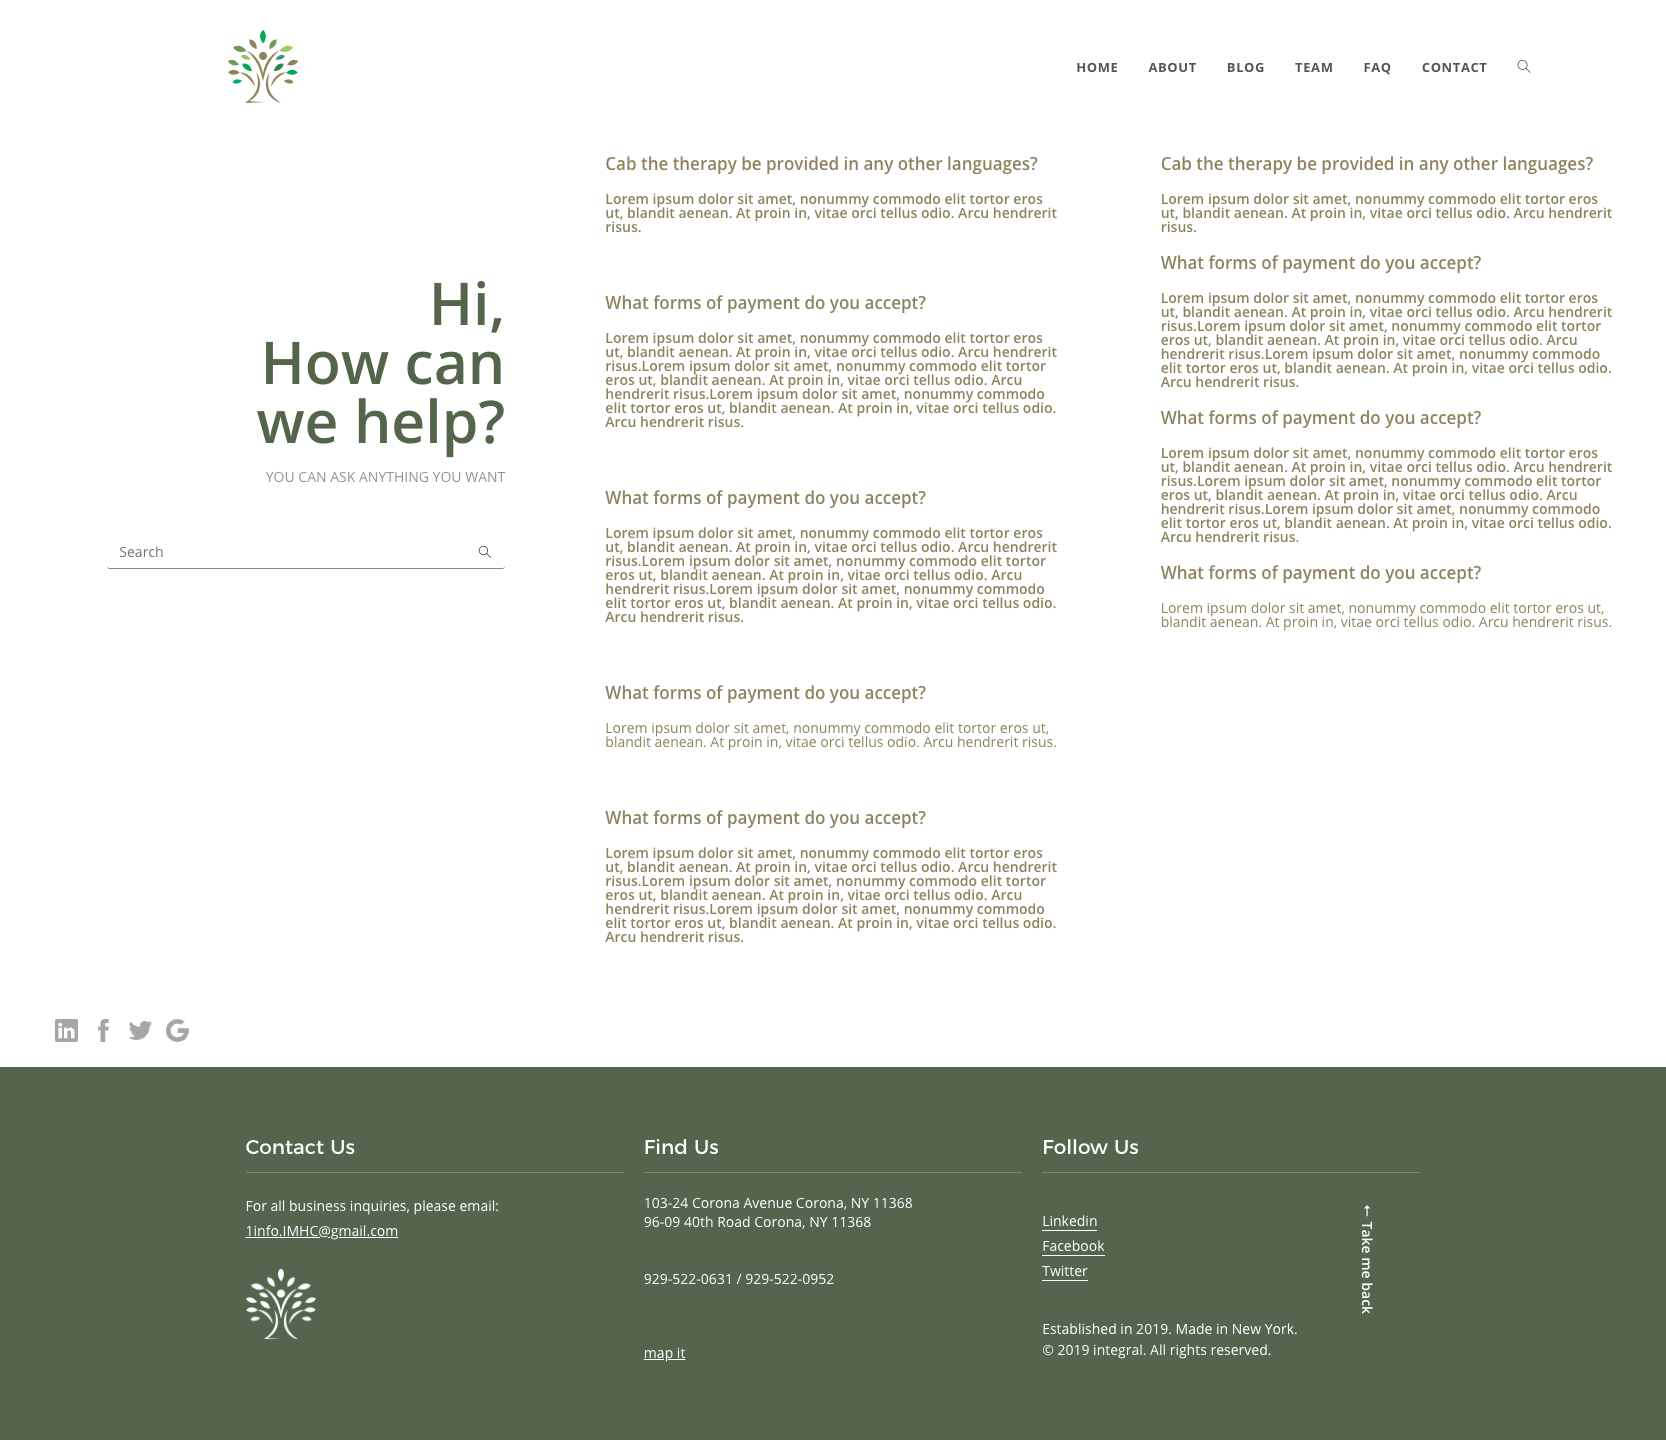 HOME
ABOUT
BLOG
TEAM
FAQ
CONTACT
Hi,
How can
we help?
YOU CAN ASK ANYTHING YOU WANT
Search
Cab the therapy be provided in any other languages?
Lorem ipsum dolor sit amet, nonummy commodo elit tortor eros
ut, blandit aenean. At proin in, vitae orci tellus odio. Arcu hendrerit
risus.
What forms of payment do you accept?
Lorem ipsum dolor sit amet, nonummy commodo elit tortor eros
ut, blandit aenean. At proin in, vitae orci tellus odio. Arcu hendrerit
risus.Lorem ipsum dolor sit amet, nonummy commodo elit tortor
eros ut, blandit aenean. At proin in, vitae orci tellus odio. Arcu
hendrerit risus.Lorem ipsum dolor sit amet, nonummy commodo
elit tortor eros ut, blandit aenean. At proin in, vitae orci tellus odio.
Arcu hendrerit risus.
What forms of payment do you accept?
Lorem ipsum dolor sit amet, nonummy commodo elit tortor eros
ut, blandit aenean. At proin in, vitae orci tellus odio. Arcu hendrerit
risus.Lorem ipsum dolor sit amet, nonummy commodo elit tortor
eros ut, blandit aenean. At proin in, vitae orci tellus odio. Arcu
hendrerit risus.Lorem ipsum dolor sit amet, nonummy commodo
elit tortor eros ut, blandit aenean. At proin in, vitae orci tellus odio.
Arcu hendrerit risus.
What forms of payment do you accept?
Lorem ipsum dolor sit amet, nonummy commodo elit tortor eros ut,
blandit aenean. At proin in, vitae orci tellus odio. Arcu hendrerit risus.
What forms of payment do you accept?
Lorem ipsum dolor sit amet, nonummy commodo elit tortor eros
ut, blandit aenean. At proin in, vitae orci tellus odio. Arcu hendrerit
risus.Lorem ipsum dolor sit amet, nonummy commodo elit tortor
eros ut, blandit aenean. At proin in, vitae orci tellus odio. Arcu
hendrerit risus.Lorem ipsum dolor sit amet, nonummy commodo
elit tortor eros ut, blandit aenean. At proin in, vitae orci tellus odio.
Arcu hendrerit risus.
Cab the therapy be provided in any other languages?
Lorem ipsum dolor sit amet, nonummy commodo elit tortor eros
ut, blandit aenean. At proin in, vitae orci tellus odio. Arcu hendrerit
risus.
What forms of payment do you accept?
Lorem ipsum dolor sit amet, nonummy commodo elit tortor eros
ut, blandit aenean. At proin in, vitae orci tellus odio. Arcu hendrerit
risus.Lorem ipsum dolor sit amet, nonummy commodo elit tortor
eros ut, blandit aenean. At proin in, vitae orci tellus odio. Arcu
hendrerit risus.Lorem ipsum dolor sit amet, nonummy commodo
elit tortor eros ut, blandit aenean. At proin in, vitae orci tellus odio.
Arcu hendrerit risus.
What forms of payment do you accept?
Lorem ipsum dolor sit amet, nonummy commodo elit tortor eros
ut, blandit aenean. At proin in, vitae orci tellus odio. Arcu hendrerit
risus.Lorem ipsum dolor sit amet, nonummy commodo elit tortor
eros ut, blandit aenean. At proin in, vitae orci tellus odio. Arcu
hendrerit risus.Lorem ipsum dolor sit amet, nonummy commodo
elit tortor eros ut, blandit aenean. At proin in, vitae orci tellus odio.
Arcu hendrerit risus.
What forms of payment do you accept?
Lorem ipsum dolor sit amet, nonummy commodo elit tortor eros ut,
blandit aenean. At proin in, vitae orci tellus odio. Arcu hendrerit risus.
Contact Us
For all business inquiries, please email:
1info.IMHC@gmail.com
Find Us
103-24 Corona Avenue Corona, NY 11368
96-09 40th Road Corona, NY 11368
929-522-0631 / 929-522-0952
map it
Follow Us
Linkedin
Facebook
Twitter
← Take me back
Established in 2019. Made in New York.
© 2019 integral. All rights reserved.